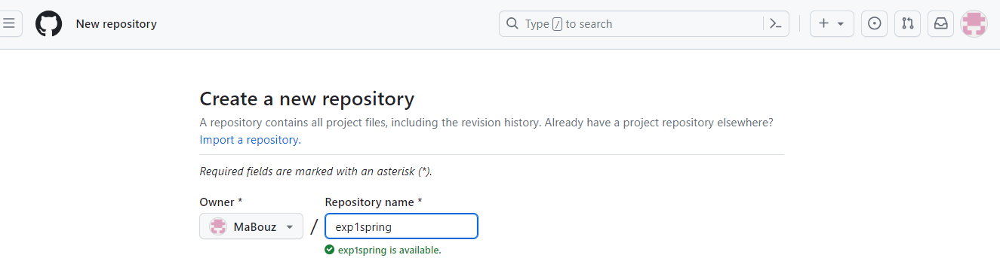 New repository
Type / to search
Create a new repository
A repository contains all project files, including the revision history. Already have a project repository elsewhere?
Import a repository.
Required fields are marked with an asterisk (*).
Owner *
Repository name *
MaBouz
/
exp1spring
exp1spring is available.